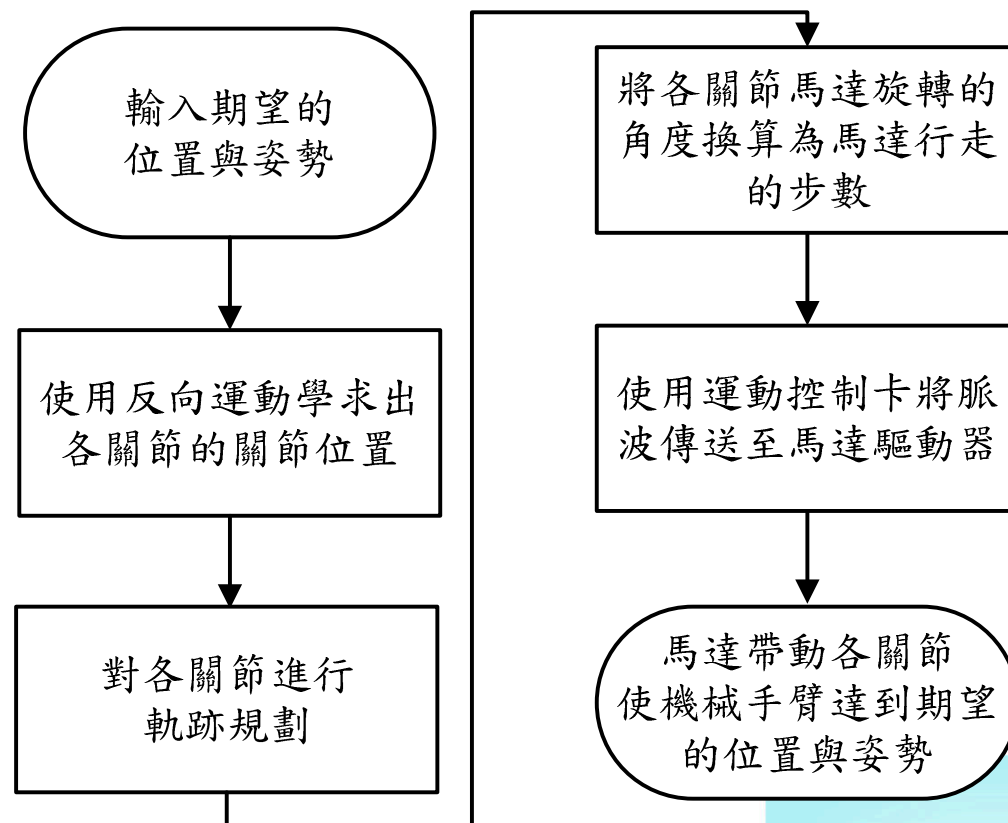 輸入期望的
位置與姿勢
使用反向運動學求出
各關節的關節位置
對各關節進行
軌跡規劃
將各關節馬達旋轉的
角度換算為馬達行走
的步數
使用運動控制卡將脈
波傳送至馬達驅動器
馬達帶動各關節
使機械手臂達到期望
的位置與姿勢